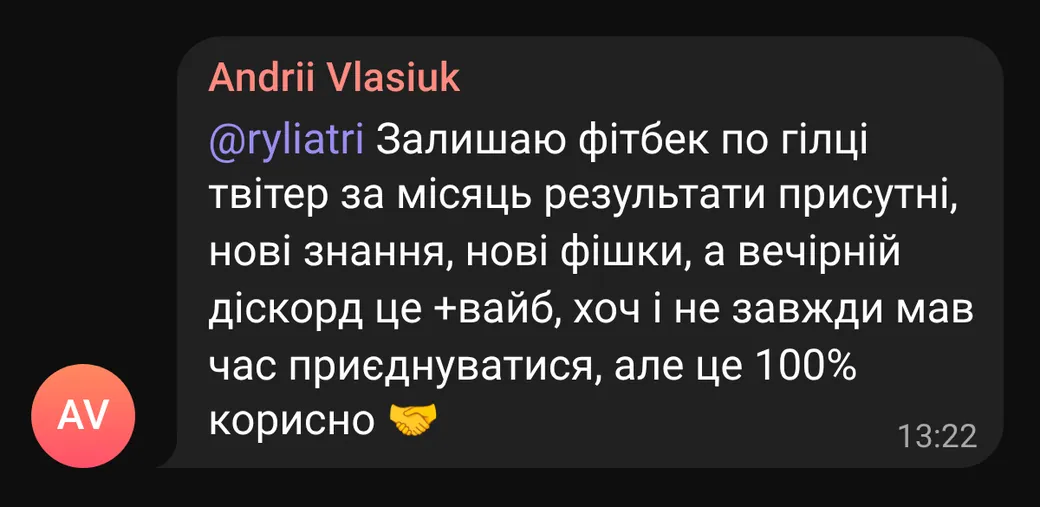 Andrii Vlasiuk
@ryliatri Залишаю фітбек по гілці
твітер за місяць результати присутні,
нові знання, нові фішки, а вечірній
діскорд це +вайб, хоч і не завжди мав
час приєднуватися, але це 100%
корисно 🤝
AV
13:22